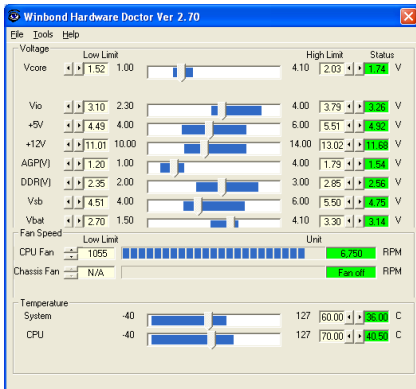 Winbond Hardware Doctor Ver 2.70
File Tools Help
Voltage
Low Limit High Limit Status
Vcore 1.52 1.00 4.10 2.03 1.74 V
Vio 3.10 2.30 4.00 3.79 3.26 V
+5V 4.49 4.00 6.00 5.51 4.92 V
+12V 11.01 10.00 14.00 13.02 11.68 V
AGP(V) 1.20 1.00 4.00 1.79 1.54 V
DDR(V) 2.35 2.00 3.00 2.85 2.56 V
Vsb 4.51 4.00 6.00 5.50 4.75 V
Vbat 2.70 1.50 4.10 3.30 3.14 V
Fan Speed
Low Limit Unit
CPU Fan 1055 6,750 RPM
Chassis Fan N/A Fan off RPM
Temperature
System -40 127 60.00 36.00 C
CPU -40 127 70.00 40.50 C